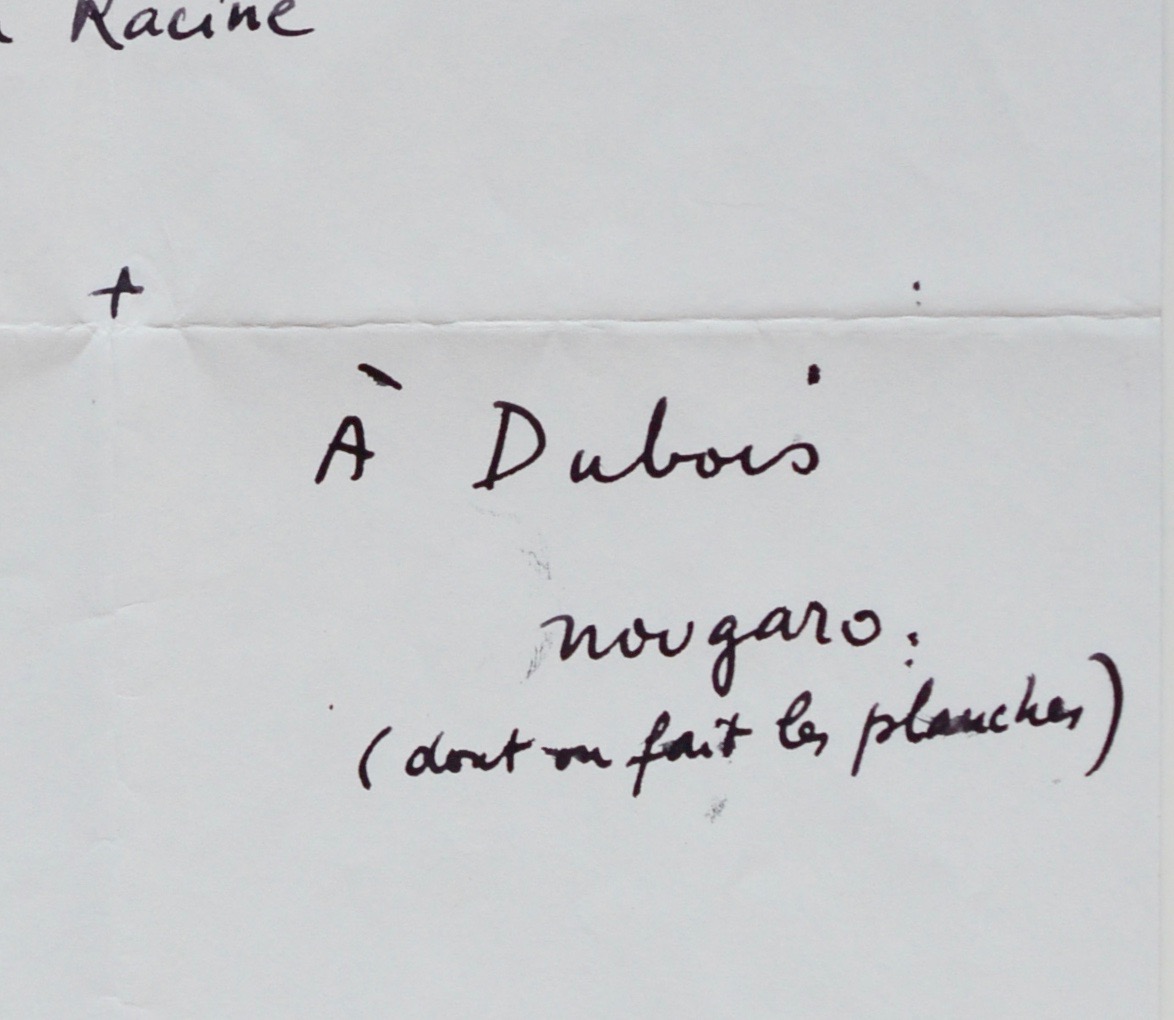 Racine
+
À Dubois
nougaro.
(dont on fait les planches)